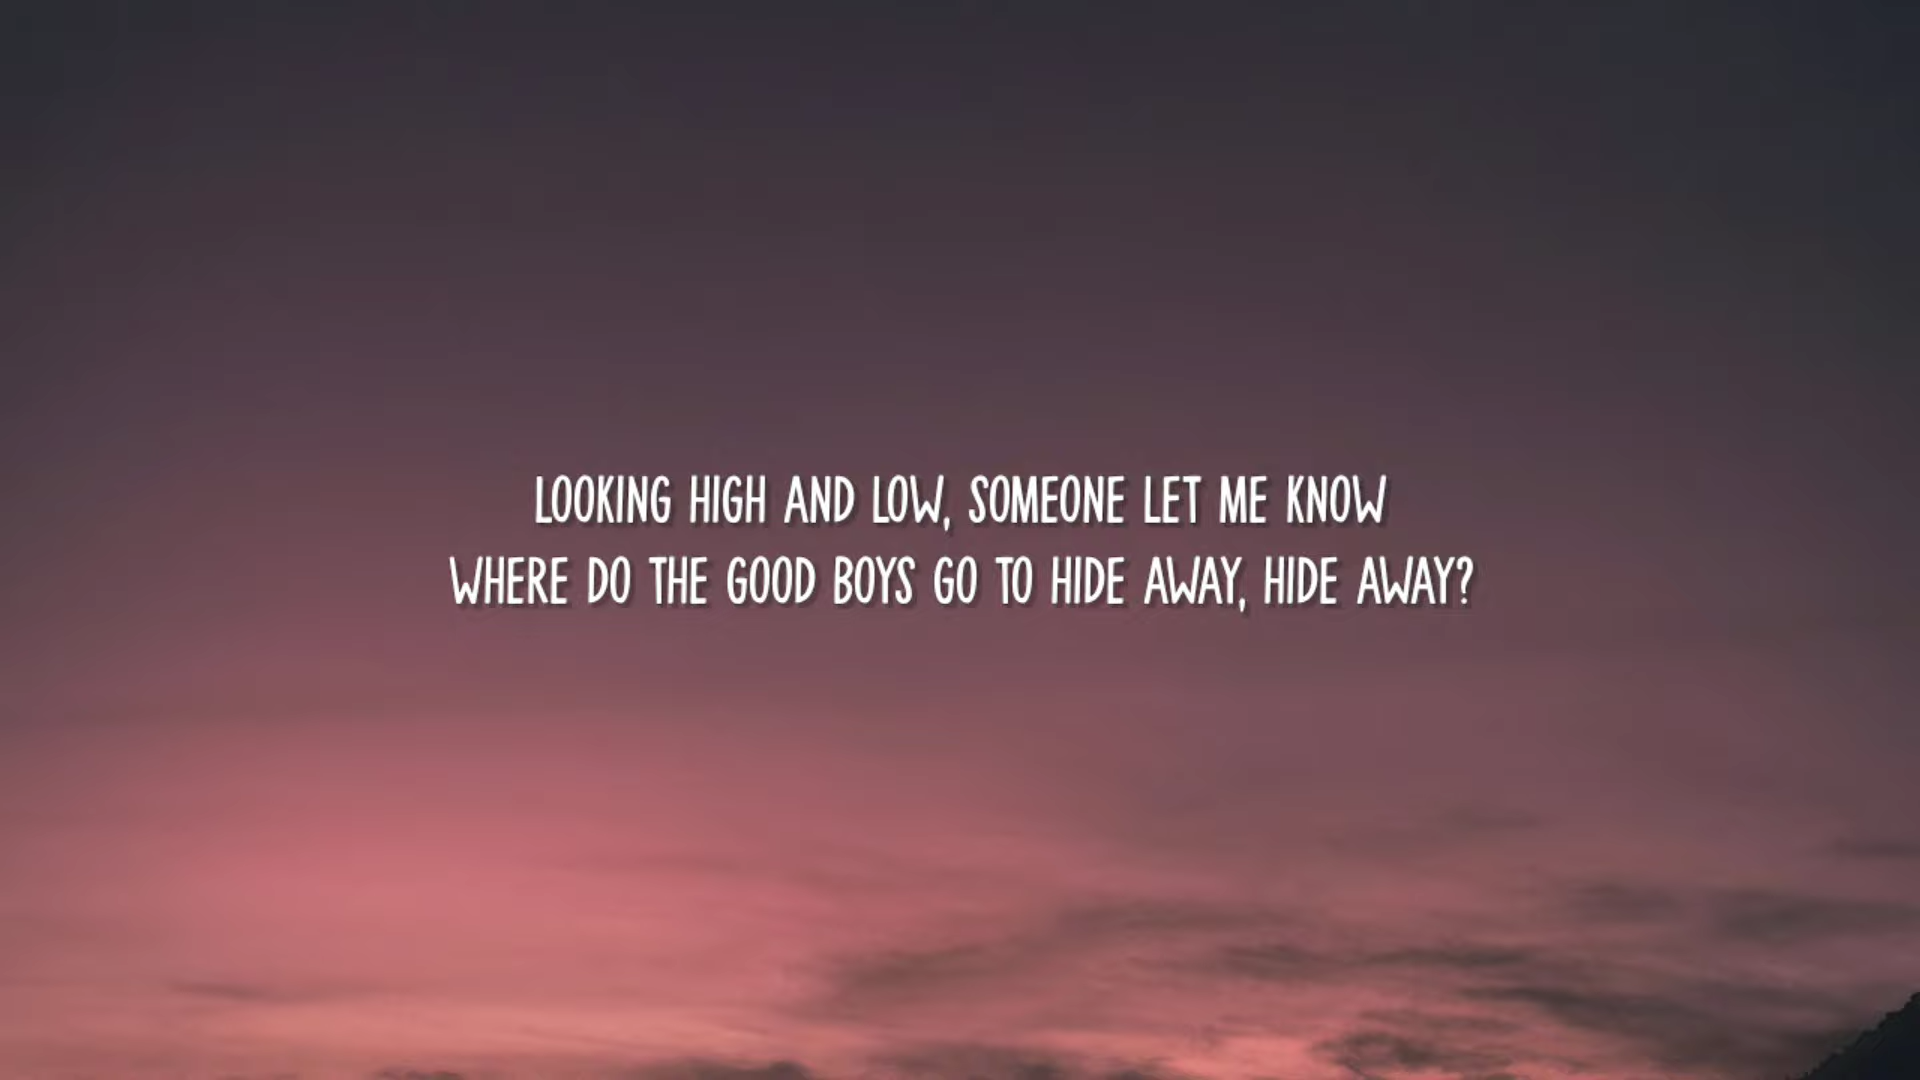 LOOKING HIGH AND LOW, SOMEONE LET ME KNOW
WHERE DO THE GOOD BOYS GO TO HIDE AWAY, HIDE AWAY?